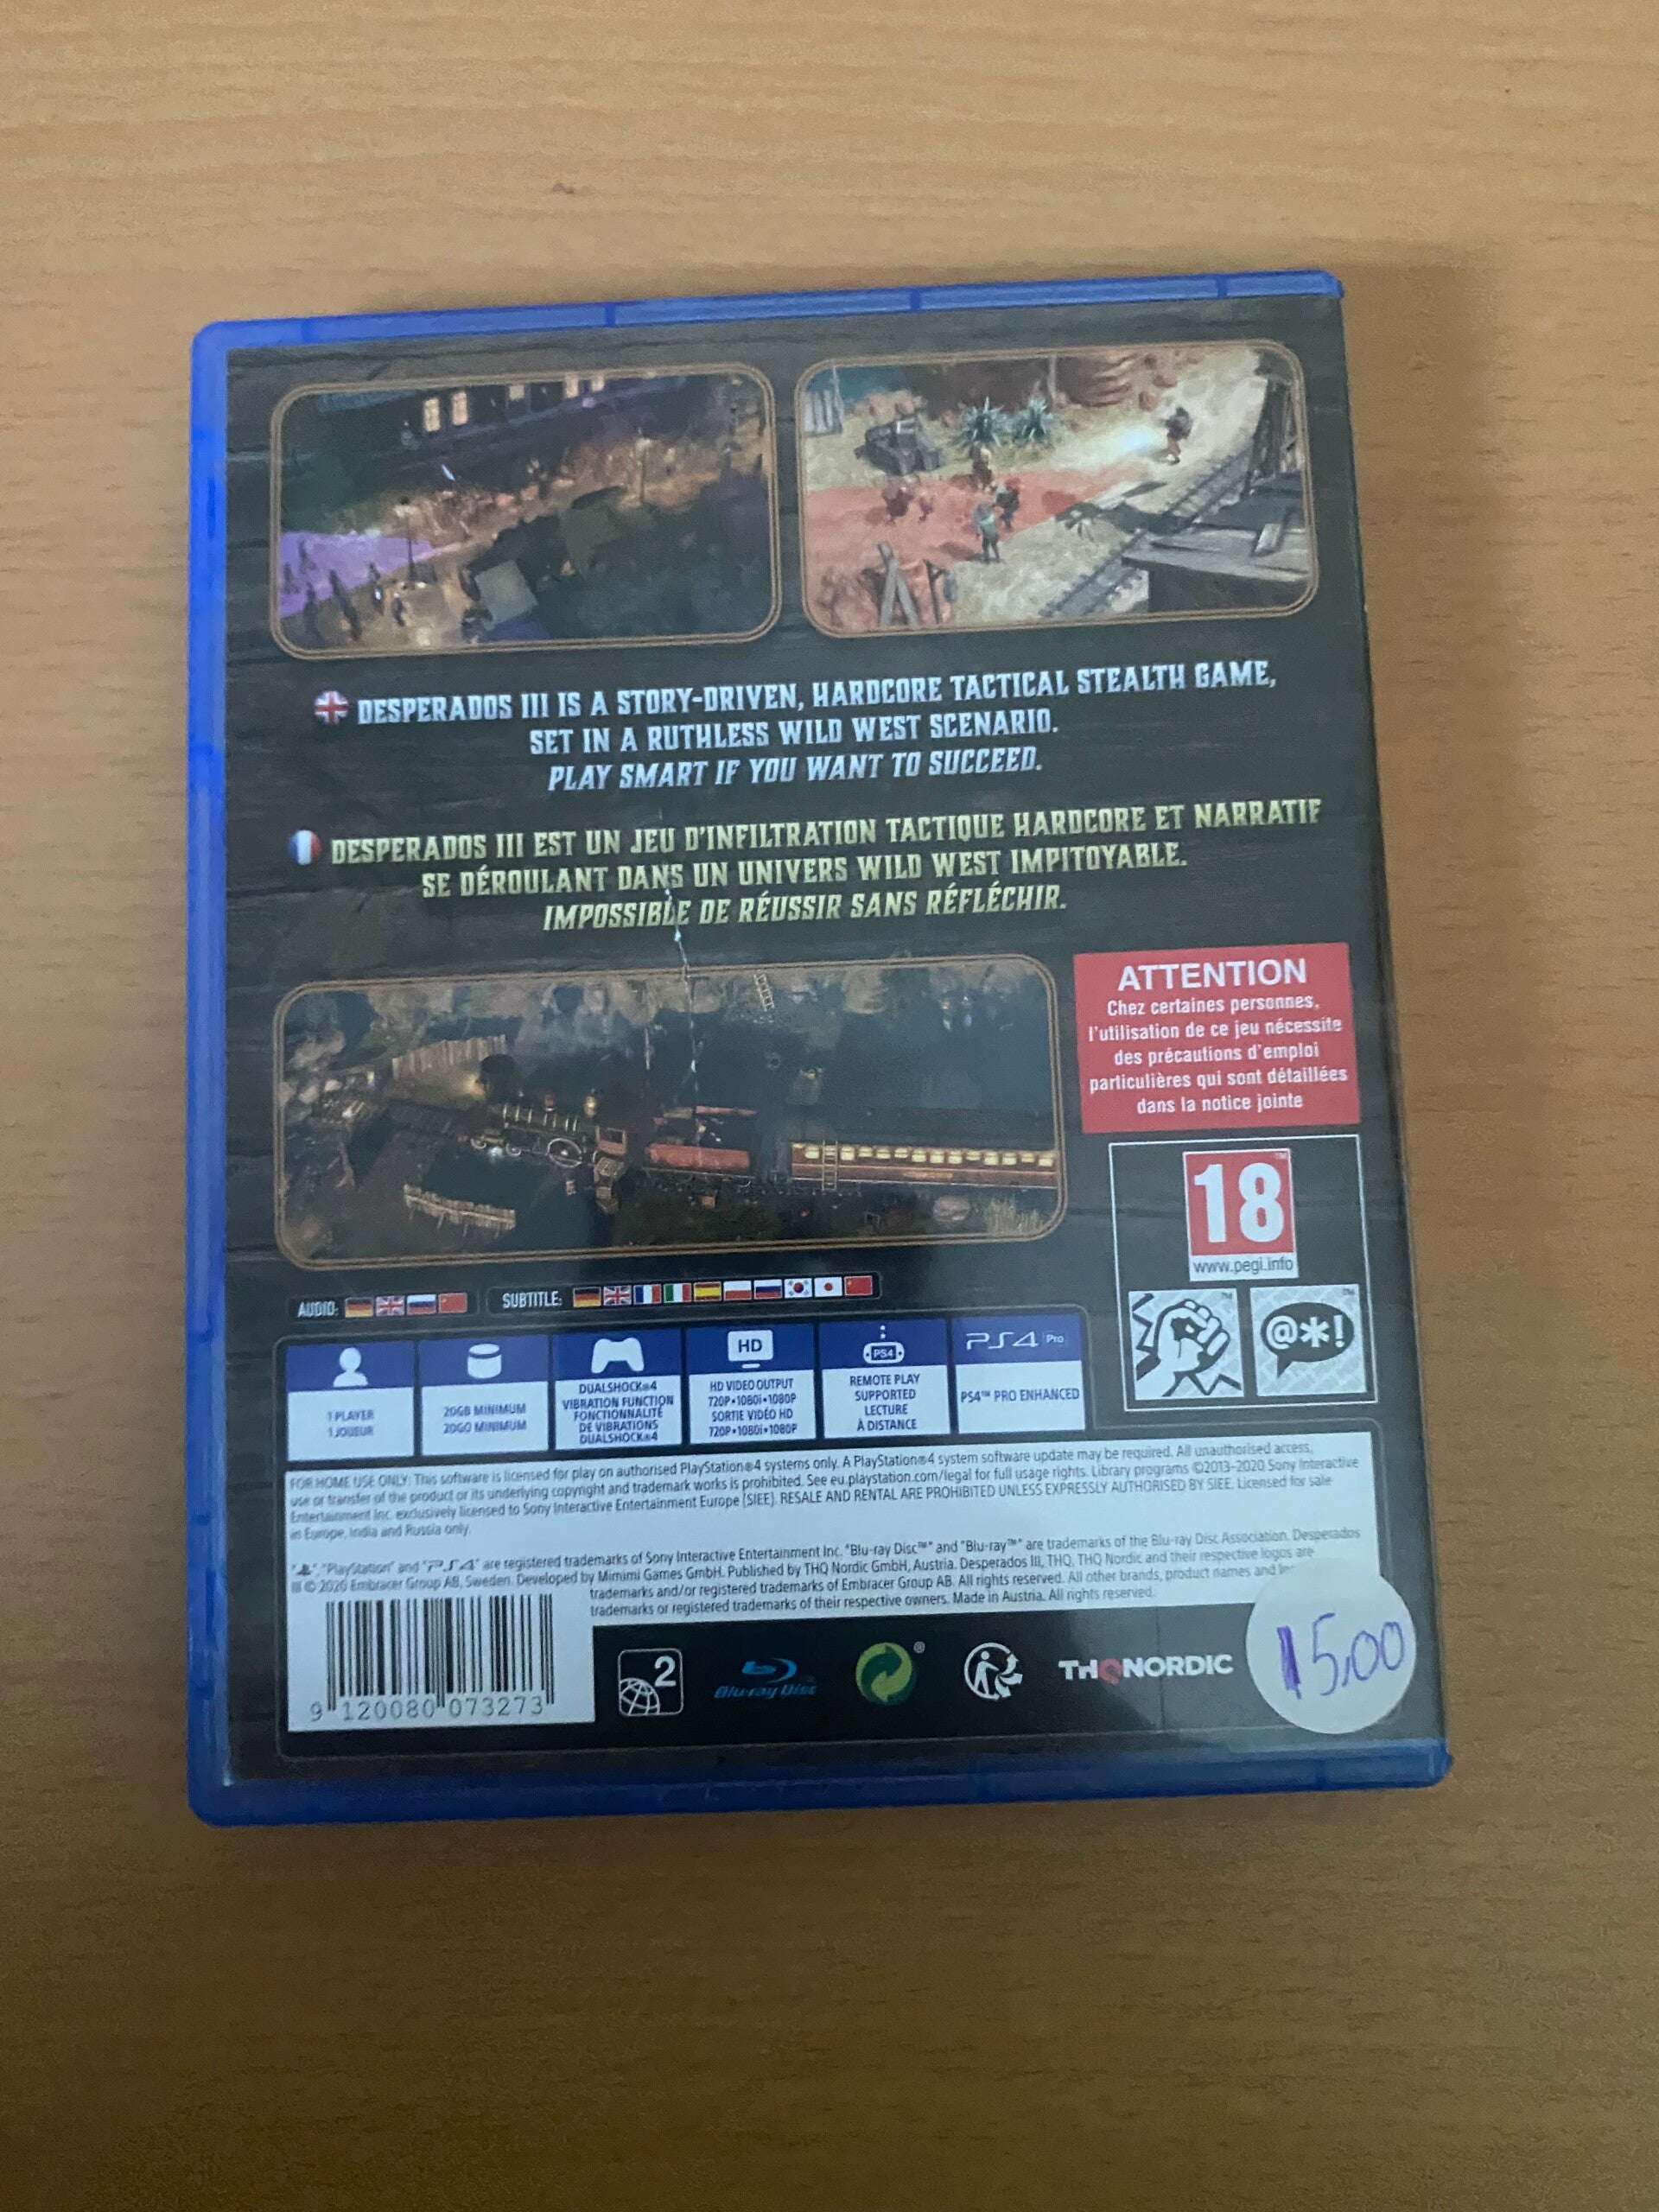 DESPERADOS III IS A STORY-DRIVEN, HARDCORE TACTICAL STEALTH GAME,
SET IN A RUTHLESS WILD WEST SCENARIO.
PLAY SMART IF YOU WANT TO SUCCEED.
DESPERADOS III EST UN JEU D'INFILTRATION TACTIQUE HARDCORE ET NARRATIF
SE DÉROULANT DANS UN UNIVERS WILD WEST IMPITOYABLE.
IMPOSSIBLE DE RÉUSSIR SANS RÉFLÉCHIR.
ATTENTION
Chez certaines personnes,
l'utilisation de ce jeu nécessite
des précautions d'emploi
particulières qui sont détaillées
dans la notice jointe
18™
www.pegi.info
™
@*!
™
AUDIO:
SUBTITLE:
1 PLAYER
1 JOUEUR
20GB MINIMUM
20GO MINIMUM
DUALSHOCK®4
VIBRATION FUNCTION
FONCTIONNALITÉ
DE VIBRATIONS
DUALSHOCK®4
HD
HD VIDEO OUTPUT
720P•1080i•1080P
SORTIE VIDÉO HD
720P•1080i•1080P
PS4
REMOTE PLAY
SUPPORTED
LECTURE
À DISTANCE
PS4 Pro
PS4™ PRO ENHANCED
FOR HOME USE ONLY: This software is licensed for play on authorised PlayStation®4 systems only. A PlayStation®4 system software update may be required. All unauthorised access,
use or transfer of the product or its underlying copyright and trademark works is prohibited. See eu.playstation.com/legal for full usage rights. Library programs ©2013-2020 Sony Interactive
Entertainment Inc. exclusively licensed to Sony Interactive Entertainment Europe (SIEE). RESALE AND RENTAL ARE PROHIBITED UNLESS EXPRESSLY AUTHORISED BY SIEE. Licensed for sale
in Europe, India and Russia only.
"PlayStation" and "PS4" are registered trademarks of Sony Interactive Entertainment Inc. "Blu-ray Disc™" and "Blu-ray™" are trademarks of the Blu-ray Disc Association. Desperados
III © 2020 Embracer Group AB, Sweden. Developed by Mimimi Games GmbH. Published by THQ Nordic GmbH, Austria. Desperados III, THQ, THQ Nordic and their respective logos are
trademarks and/or registered trademarks of Embracer Group AB. All rights reserved. All other brands, product names and
trademarks or registered trademarks of their respective owners. Made in Austria. All rights reserved.
9 120080 073273
2
Blu-ray Disc
®
THQ NORDIC
15,00